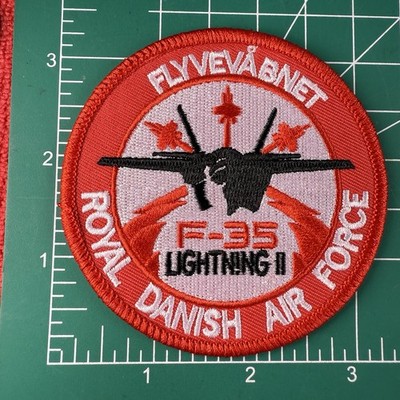 FLYVEVÅBNET
F-35
LIGHTNING II
ROYAL DANISH AIR FORCE
3
2
1
1
2
3